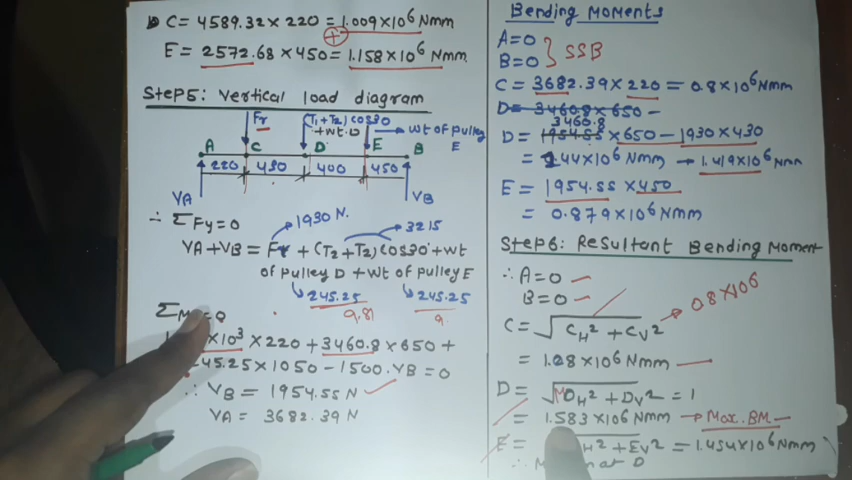 C = 4589.32 × 220 = 1.009×10⁶ Nmm
+
E = 2572.68 × 450 = 1.158×10⁶ Nmm
Step5: Vertical load diagram
Fr (T1+T2) cos30 +wt.D wt of pulley E
A C D E B
220 430 400 450
VA VB
∴ ΣFy=0 1930 N. 3215
VA+VB = Fr + (T2+T2) cos30° + wt
of pulley D + wt of pulley E
245.25 245.25
9.81 9.
ΣM =0
×10³ × 220 + 3460.8 × 650 +
45.25 × 1050 − 1500.VB = 0
∴ VB = 1954.55 N
VA = 3682.39 N
Bending Moments
A=0
B=0 } SSB
C = 3682.39 × 220 = 0.8×10⁶ Nmm
D= 3460.8 × 650 −
3460.8
D = 1954.55 × 650 − 1930 × 430
= 2.44×10⁶ Nmm → 1.419×10⁶ Nmm
E = 1954.55 × 450
= 0.879×10⁶ Nmm
Step6: Resultant Bending Moment
∴ A=0
B=0
C = √CH² + CV² → 0.8×10⁶
= 1.28×10⁶ Nmm
D = √DH² + DV² = 1
= 1.583×10⁶ Nmm → Max. BM
E = H² + EV² = 1.454×10⁶ Nmm
∴ M at D